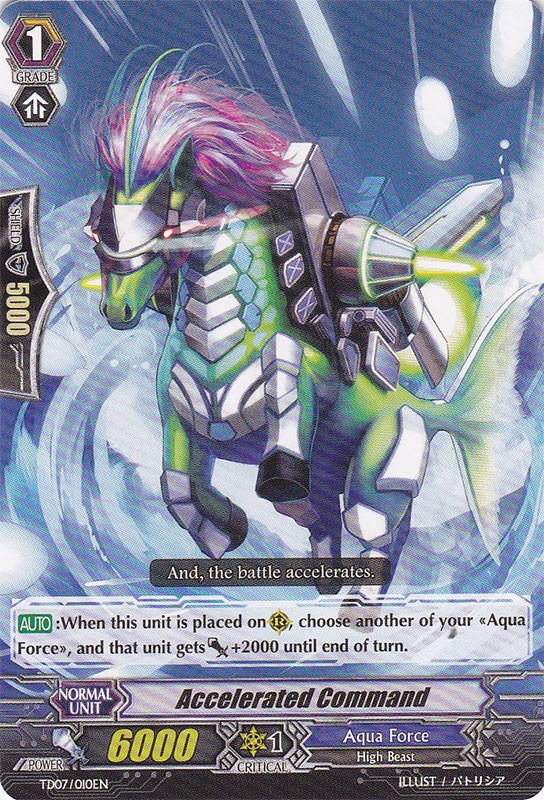 1
GRADE
SHIELD
5000
And, the battle accelerates.
AUTO :When this unit is placed on R, choose another of your «Aqua
Force», and that unit gets +2000 until end of turn.
NORMAL
UNIT
Accelerated Command
POWER
6000
1
CRITICAL
Aqua Force
High Beast
TD07/010EN
ILLUST / パトリシア